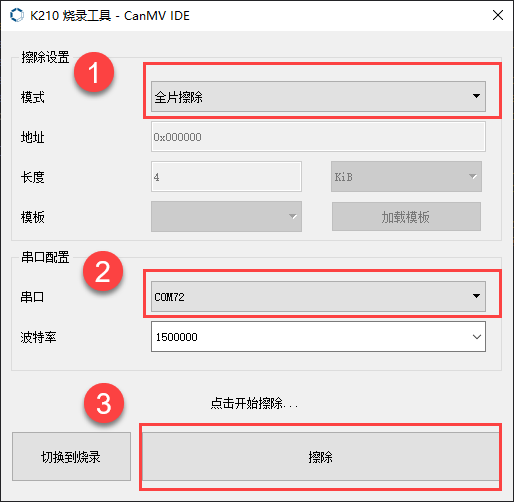 K210 烧录工具 - CanMV IDE
擦除设置
1
模式 全片擦除
地址 0x000000
长度 4 KiB
模板 加载模板
串口配置
2
串口 COM72
波特率 1500000
3
点击开始擦除...
切换到烧录 擦除